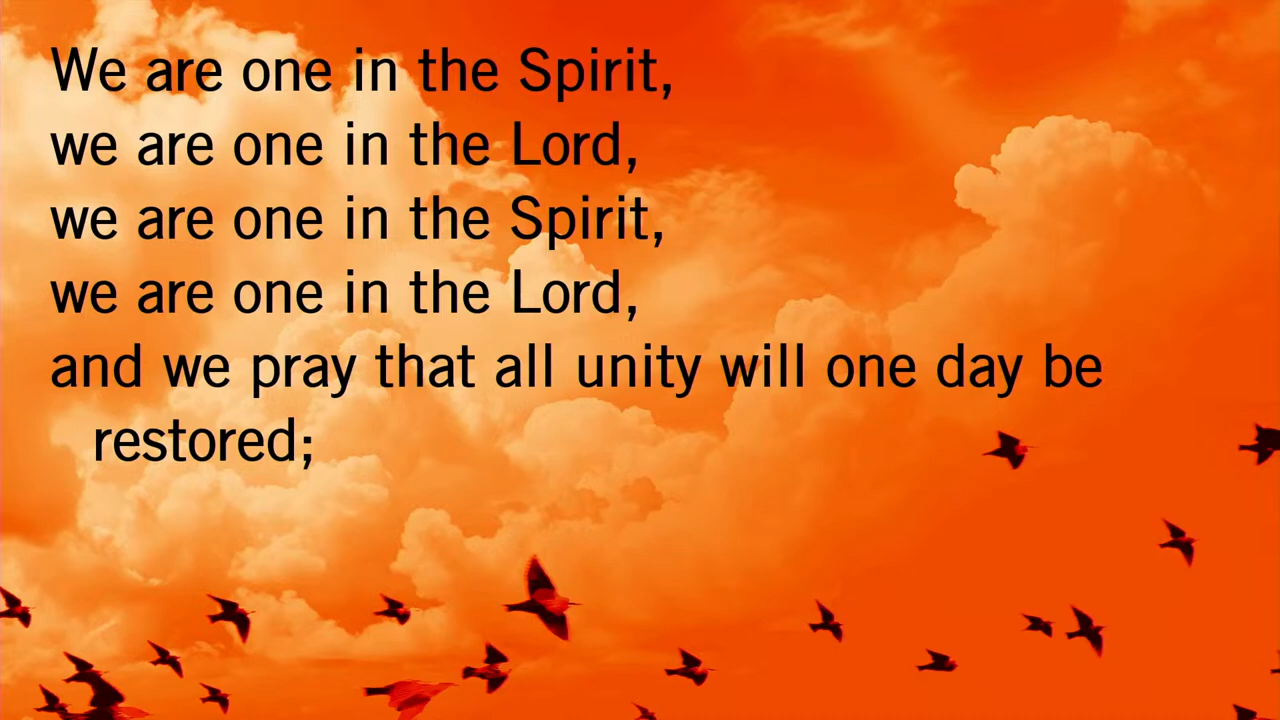 We are one in the Spirit,
we are one in the Lord,
we are one in the Spirit,
we are one in the Lord,
and we pray that all unity will one day be
restored;